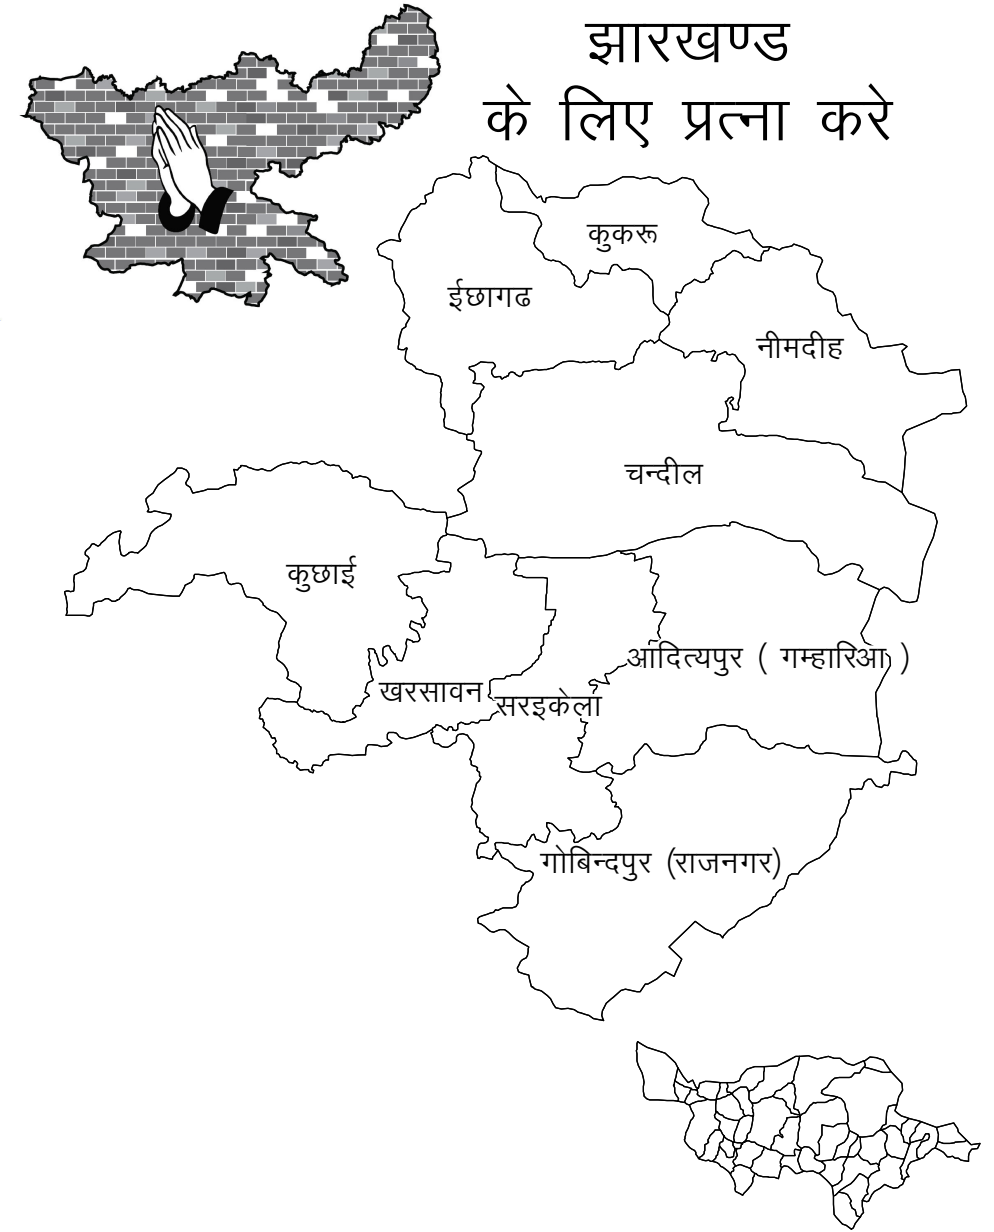 झारखण्ड
के लिए प्रत्ना करे
कुकरू
ईछागढ
नीमदीह
चन्दील
कुछाई
आदित्यपुर ( गम्हारिआ )
खरसावन
सरइकेला
गोबिन्दपुर (राजनगर)